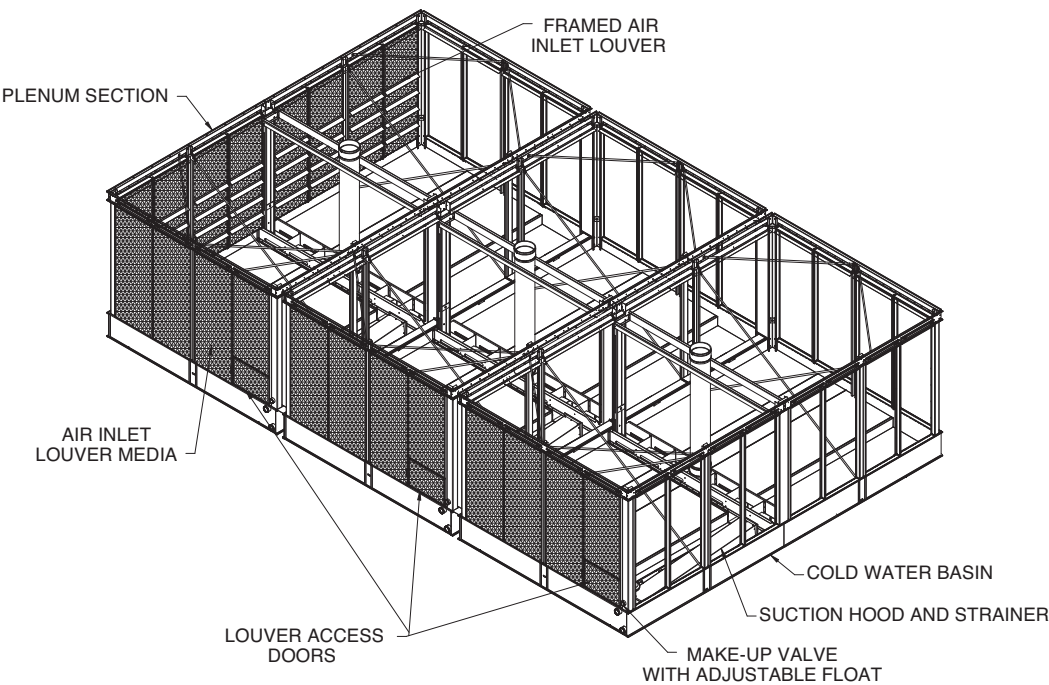 FRAMED AIR
INLET LOUVER
PLENUM SECTION
AIR INLET
LOUVER MEDIA
COLD WATER BASIN
SUCTION HOOD AND STRAINER
LOUVER ACCESS
DOORS
MAKE-UP VALVE
WITH ADJUSTABLE FLOAT